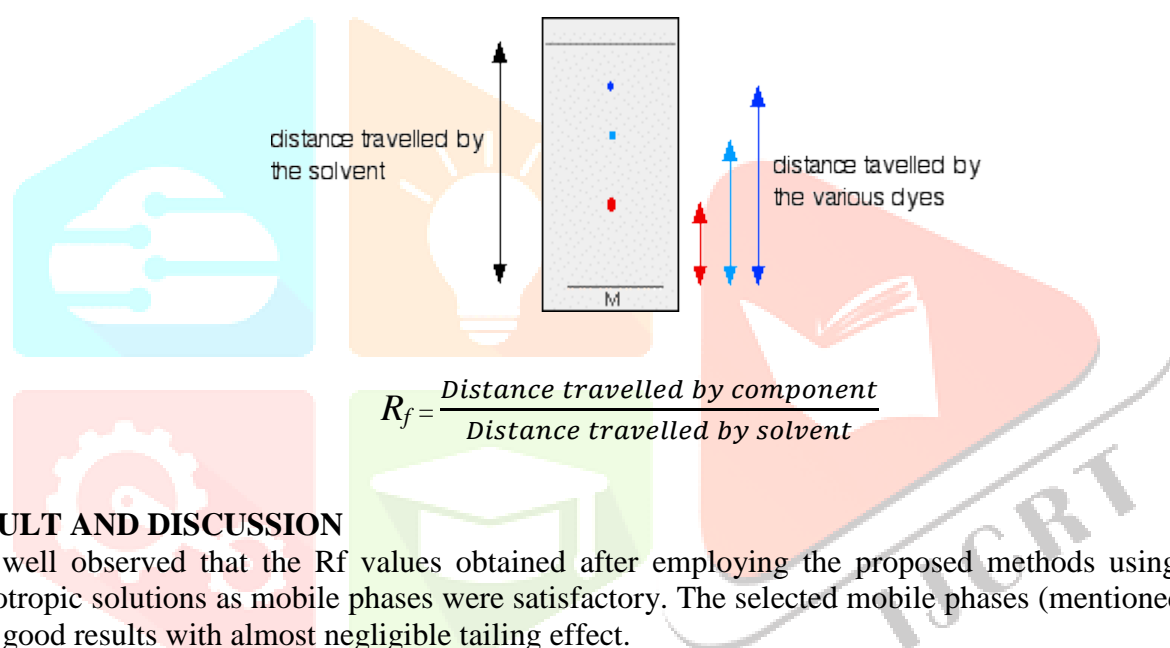 distance travelled by
the solvent
distance tavelled by
the various dyes
M
Rf = Distance travelled by component
Distance travelled by solvent
ULT AND DISCUSSION
well observed that the Rf values obtained after employing the proposed methods using
otropic solutions as mobile phases were satisfactory. The selected mobile phases (mentioned
good results with almost negligible tailing effect.
IJCRT